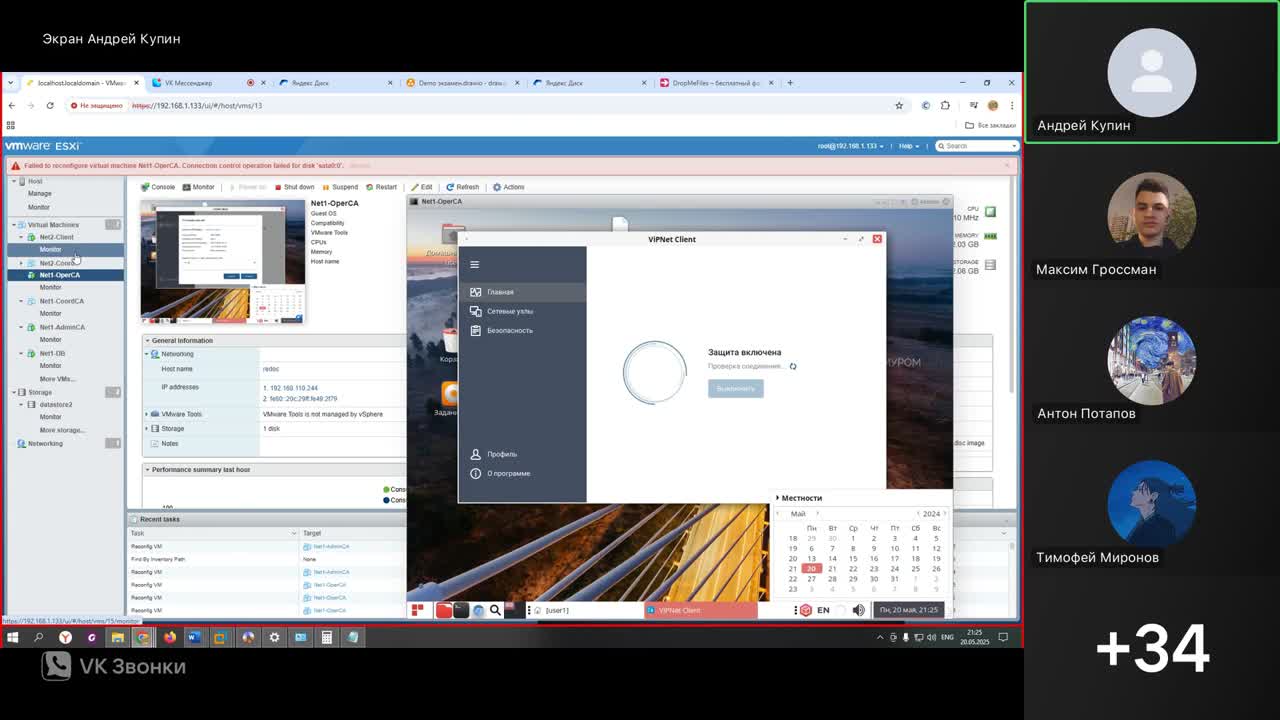 Экран Андрей Купин
localhost.localdomain - VMw
VK Мессенджер
Яндекс Диск
Demo экзамен.drawio - draw
Яндекс Диск
DropMeFiles – бесплатный ф
Не защищено
https://192.168.1.133/ui/#/host/vms/13
Все закладки
vmware ESXi
root@192.168.1.133
Help
Search
Failed to reconfigure virtual machine Net1-OperCA. Connection control operation failed for disk 'sata0:0'.
Host
Manage
Monitor
Virtual Machines
Net2-Client
Monitor
Net2-Coord
Net1-OperCA
Monitor
Net1-CoordCA
Monitor
Net1-AdminCA
Monitor
Net1-DB
Monitor
More VMs...
Storage
datastore2
Monitor
More storage...
Networking
Console
Monitor
Power on
Shut down
Suspend
Restart
Edit
Refresh
Actions
Net1-OperCA
Guest OS
Compatibility
VMware Tools
CPUs
Memory
Host name
CPU
10 MHz
MEMORY
2.03 GB
STORAGE
2.08 GB
General Information
Networking
Host name
redos
IP addresses
1. 192.168.110.244
VMware Tools
VMware Tools is not managed by vSphere
Storage
1 disk
Notes
disc image
Performance summary last hour
Cons
Cons
100
Recent tasks
Task
Target
Reconfig VM
Net1-AdminCA
Find By Inventory Path
None
Reconfig VM
Net1-AdminCA
Reconfig VM
Net1-OperCA
Reconfig VM
Net1-OperCA
Reconfig VM
Net1-OperCA
https://192.168.1.133/ui/#/host/vms/15/monitor
Net1-OperCA
Actions
Домашн
Корз
Задани
МУРОМ
ViPNet Client
Главная
Сетевые узлы
Безопасность
Профиль
О программе
Защита включена
Проверка соединения...
Выключить
Местности
Май
2024
Пн Вт Ср Чт Пт Сб Вс
18 29 30 1 2 3 4 5
19 6 7 8 9 10 11 12
20 13 14 15 16 17 18 19
21 20 21 22 23 24 25 26
22 27 28 29 30 31 1 2
23 3 4 5 6 7 8 9
[user1]
ViPNet Client
EN
Пн, 20 мая, 21:25
ENG
21:25
20.05.2025
VK Звонки
Андрей Купин
Максим Гроссман
Антон Потапов
Тимофей Миронов
+34